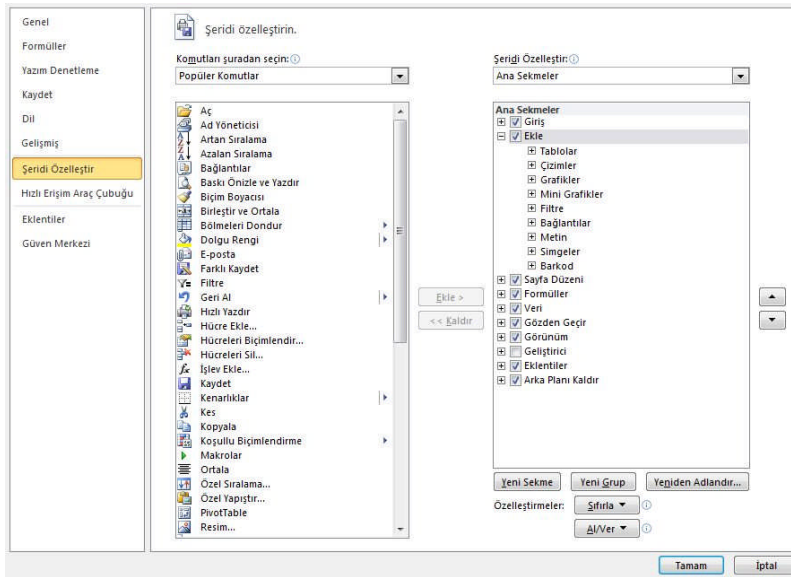 Genel
Formüller
Yazım Denetleme
Kaydet
Dil
Gelişmiş
Şeridi Özelleştir
Hızlı Erişim Araç Çubuğu
Eklentiler
Güven Merkezi
Şeridi özelleştirin.
Komutları şuradan seçin:
Popüler Komutlar
Aç
Ad Yöneticisi
Artan Sıralama
Azalan Sıralama
Bağlantılar
Baskı Önizle ve Yazdır
Biçim Boyacısı
Birleştir ve Ortala
Bölmeleri Dondur
Dolgu Rengi
E-posta
Farklı Kaydet
Filtre
Geri Al
Hızlı Yazdır
Hücre Ekle...
Hücreleri Biçimlendir...
Hücreleri Sil...
İşlev Ekle...
Kaydet
Kenarlıklar
Kes
Kopyala
Koşullu Biçimlendirme
Makrolar
Ortala
Özel Sıralama...
Özel Yapıştır...
PivotTable
Resim...
Ekle >
<< Kaldır
Şeridi Özelleştir:
Ana Sekmeler
Ana Sekmeler
Giriş
Ekle
Tablolar
Çizimler
Grafikler
Mini Grafikler
Filtre
Bağlantılar
Metin
Simgeler
Barkod
Sayfa Düzeni
Formüller
Veri
Gözden Geçir
Görünüm
Geliştirici
Eklentiler
Arka Planı Kaldır
Yeni Sekme
Yeni Grup
Yeniden Adlandır...
Özelleştirmeler:
Sıfırla
Al/Ver
Tamam
İptal